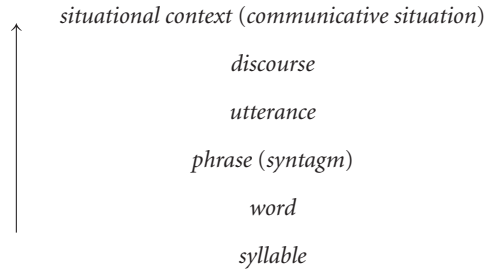 situational context (communicative situation)
discourse
utterance
phrase (syntagm)
word
syllable